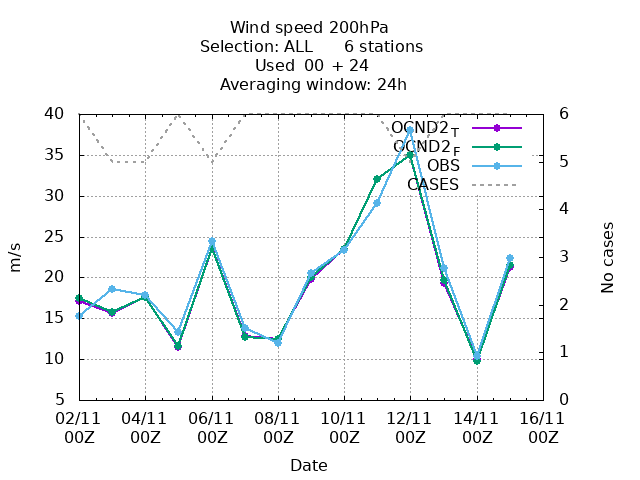 Wind speed 200hPa
Selection: ALL 6 stations
Used 00 + 24
Averaging window: 24h
40 6
OCND2 T
35 OCND2 F 5
OBS
30 CASES 4
25 3
20 2
15
10 1
5 0
m/s
No cases
02/11 04/11 06/11 08/11 10/11 12/11 14/11 16/11
00Z 00Z 00Z 00Z 00Z 00Z 00Z 00Z
Date